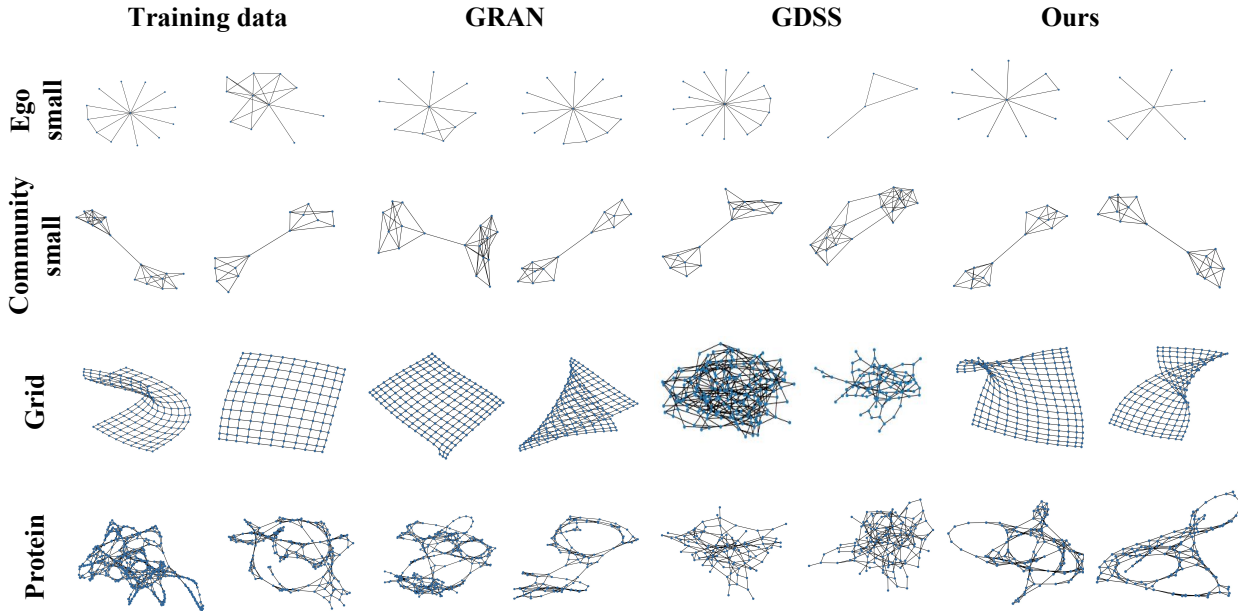 Training data
GRAN
GDSS
Ours
Ego
small
Community
small
Grid
Protein